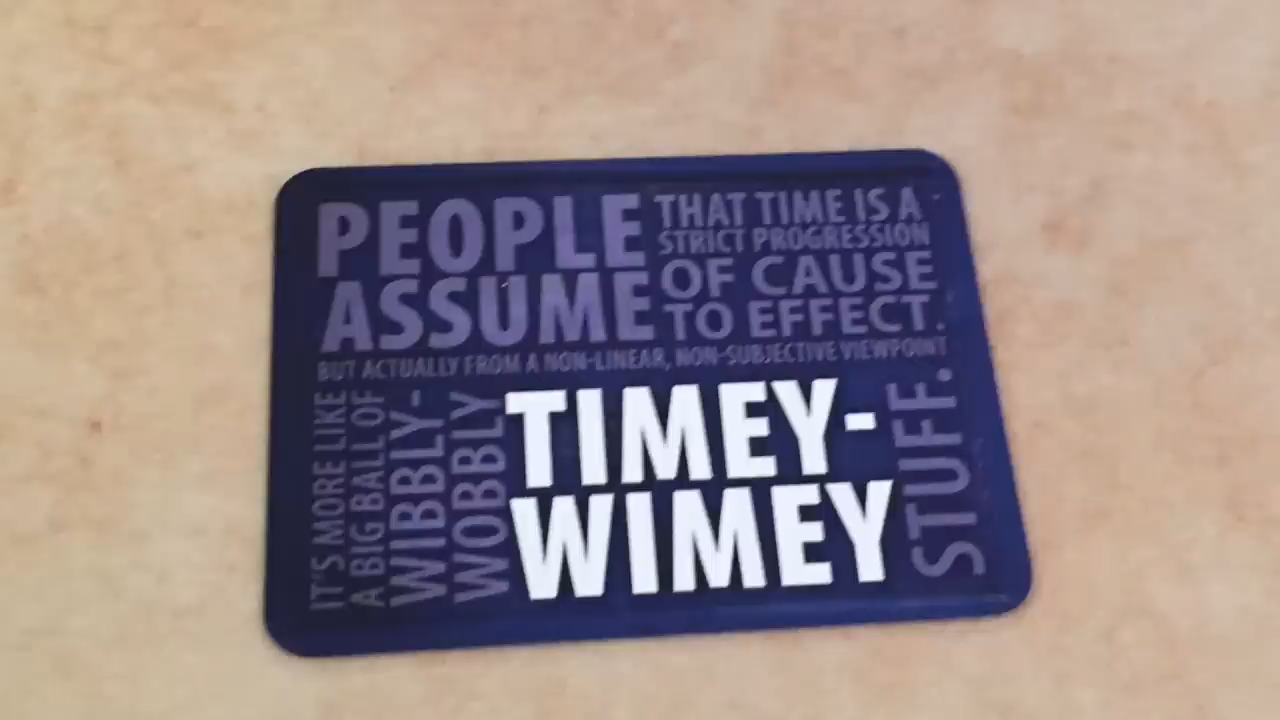 PEOPLE
ASSUME
THAT TIME IS A
STRICT PROGRESSION
OF CAUSE
TO EFFECT.
BUT ACTUALLY FROM A NON-LINEAR, NON-SUBJECTIVE VIEWPOINT
IT'S MORE LIKE
A BIG BALL OF
WIBBLY-
WOBBLY
TIMEY-
WIMEY
STUFF.